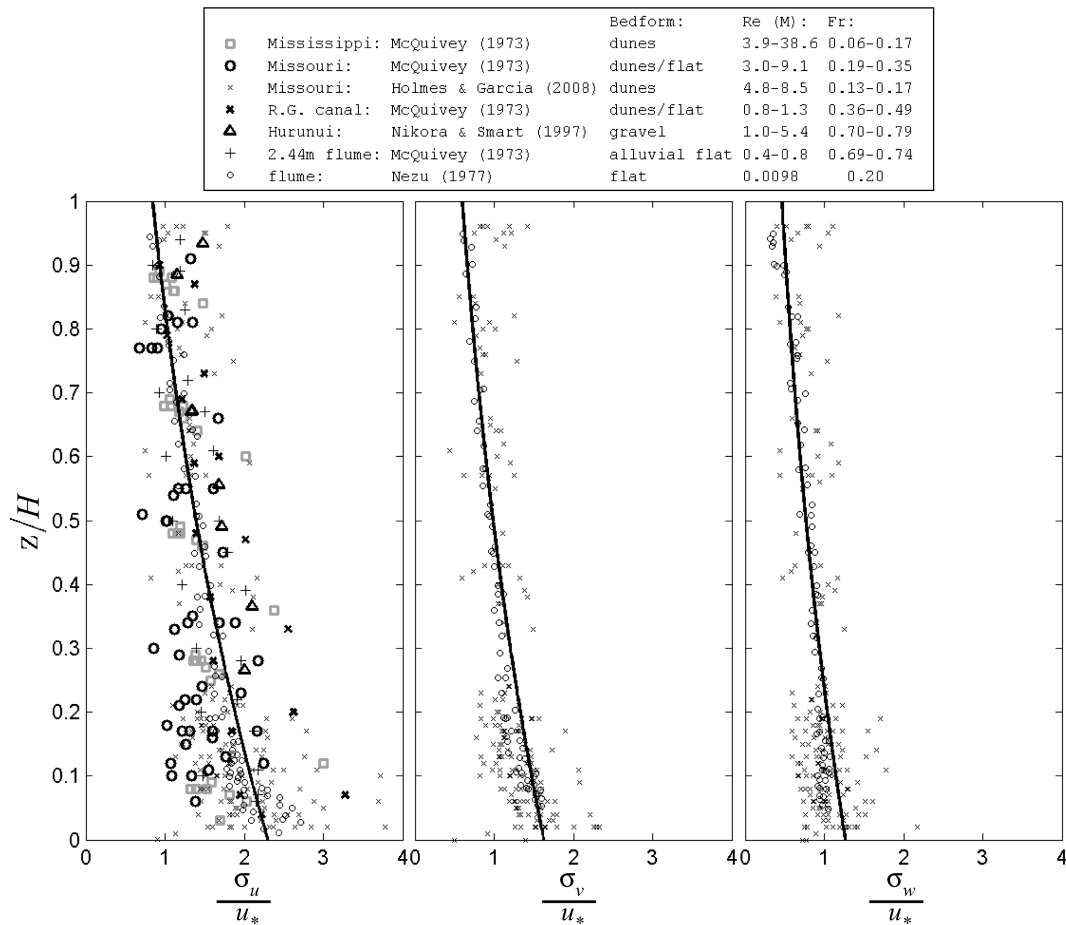 Bedform: Re (M): Fr:
Mississippi: McQuivey (1973) dunes 3.9-38.6 0.06-0.17
Missouri: McQuivey (1973) dunes/flat 3.0-9.1 0.19-0.35
Missouri: Holmes & Garcia (2008) dunes 4.8-8.5 0.13-0.17
R.G. canal: McQuivey (1973) dunes/flat 0.8-1.3 0.36-0.49
Hurunui: Nikora & Smart (1997) gravel 1.0-5.4 0.70-0.79
2.44m flume: McQuivey (1973) alluvial flat 0.4-0.8 0.69-0.74
flume: Nezu (1977) flat 0.0098 0.20
1
0.9
0.8
0.7
0.6
0.5
0.4
0.3
0.2
0.1
0
z/H
0 1 2 3 4 0 1 2 3 4 0 1 2 3 4
σu σv σw
u* u* u*